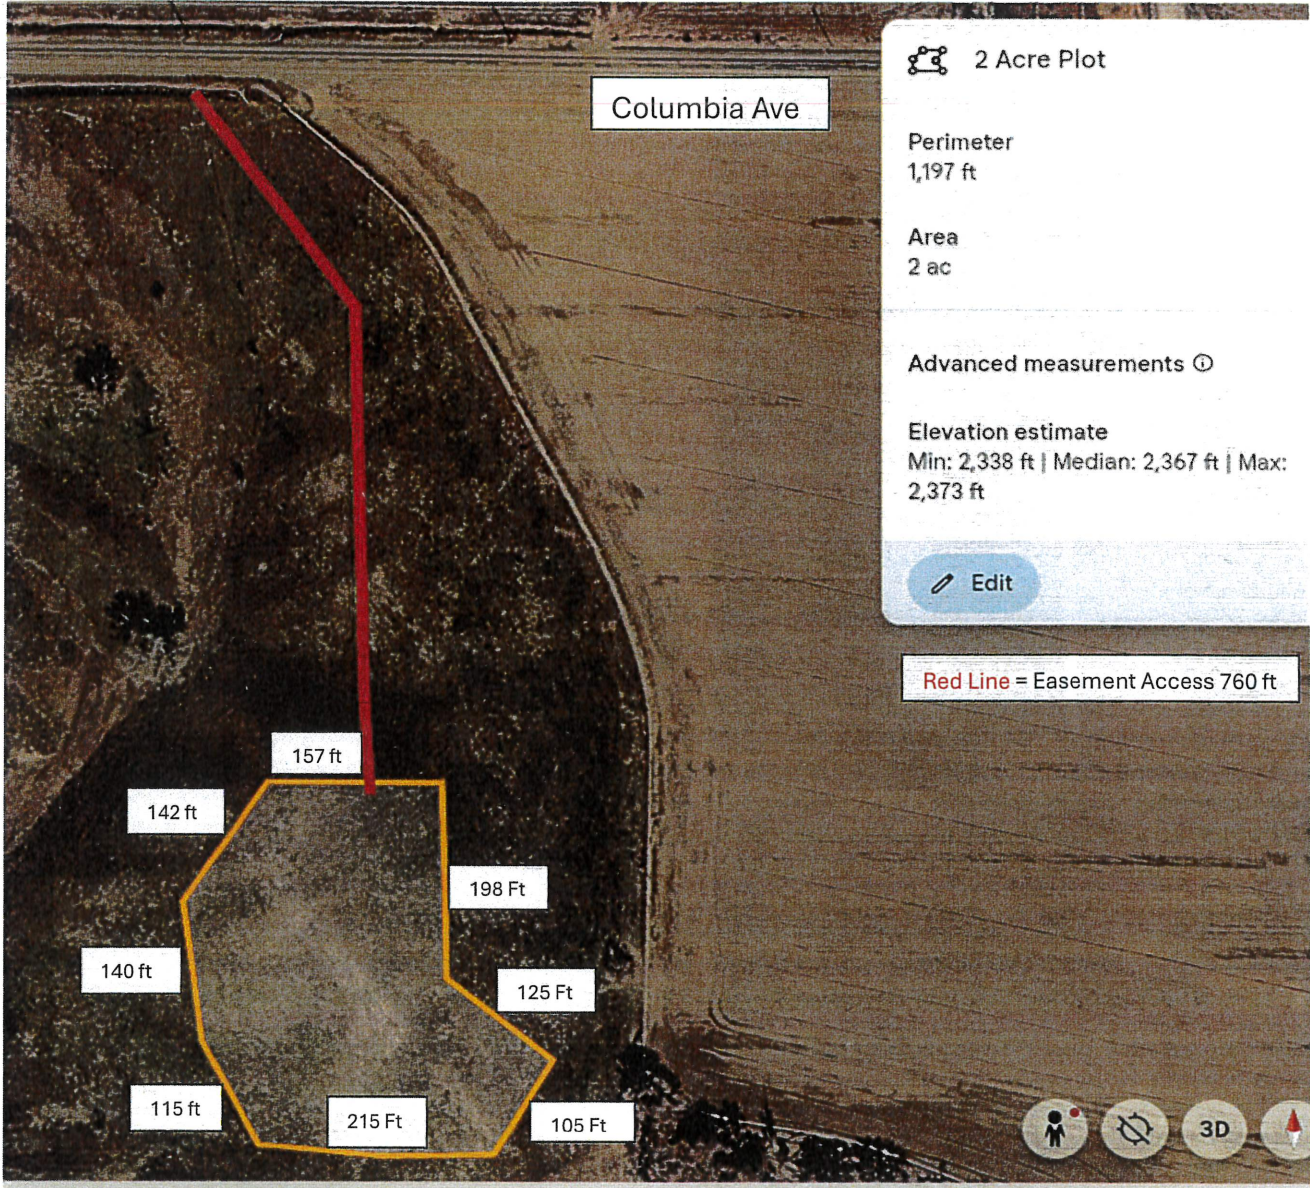 Columbia Ave
2 Acre Plot
Perimeter
1,197 ft
Area
2 ac
Advanced measurements
Elevation estimate
Min: 2,338 ft | Median: 2,367 ft | Max:
2,373 ft
Edit
Red Line = Easement Access 760 ft
157 ft
142 ft
198 Ft
140 ft
125 Ft
115 ft
215 Ft
105 Ft
3D